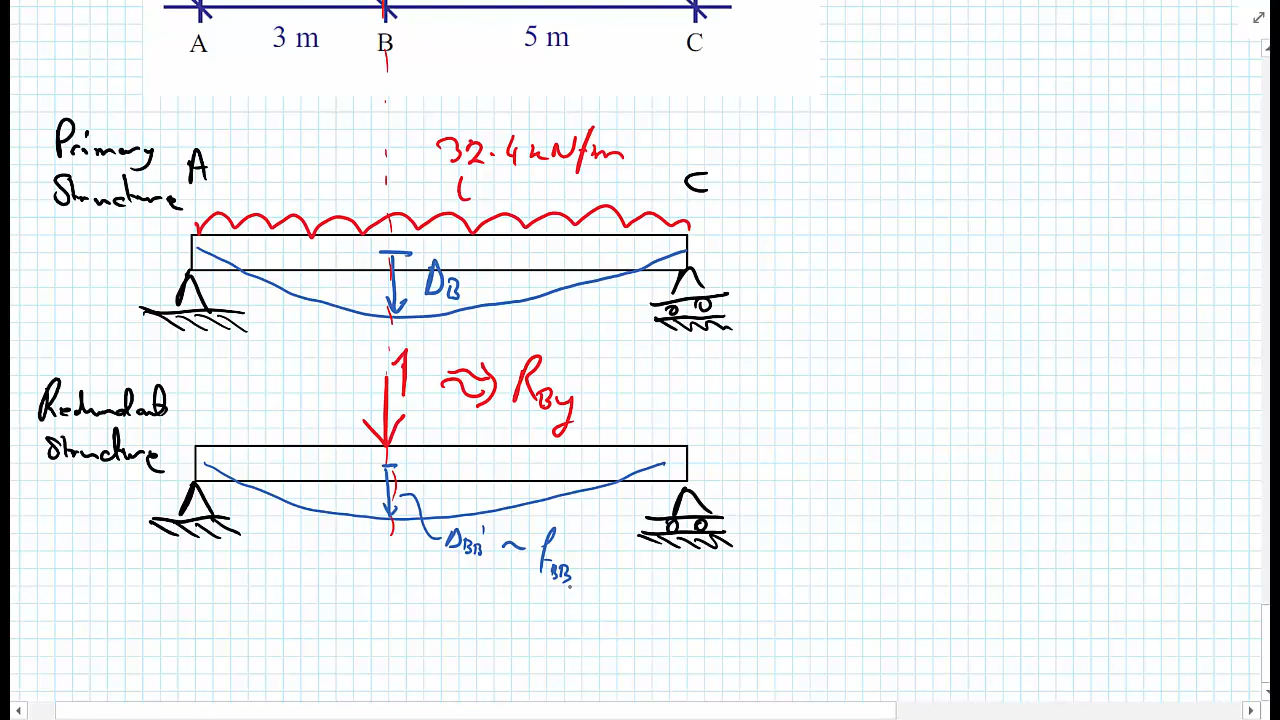 3 m
5 m
A B C
Primary
Structure
A
32.4 kN/m
C
ΔB
1
RBy
Redundant
Structure
ΔBB' ~ fBB